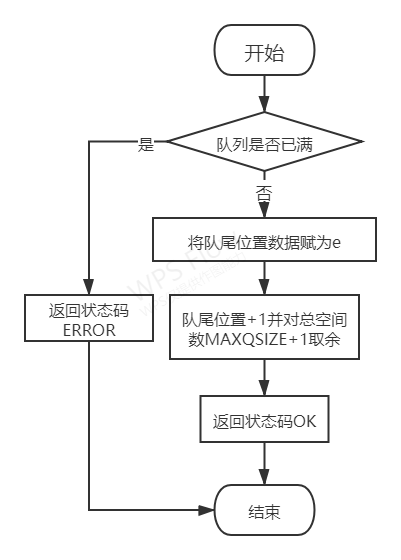 开始
队列是否已满
是
否
将队尾位置数据赋为e
返回状态码
ERROR
队尾位置+1并对总空间
数MAXQSIZE+1取余
返回状态码OK
结束